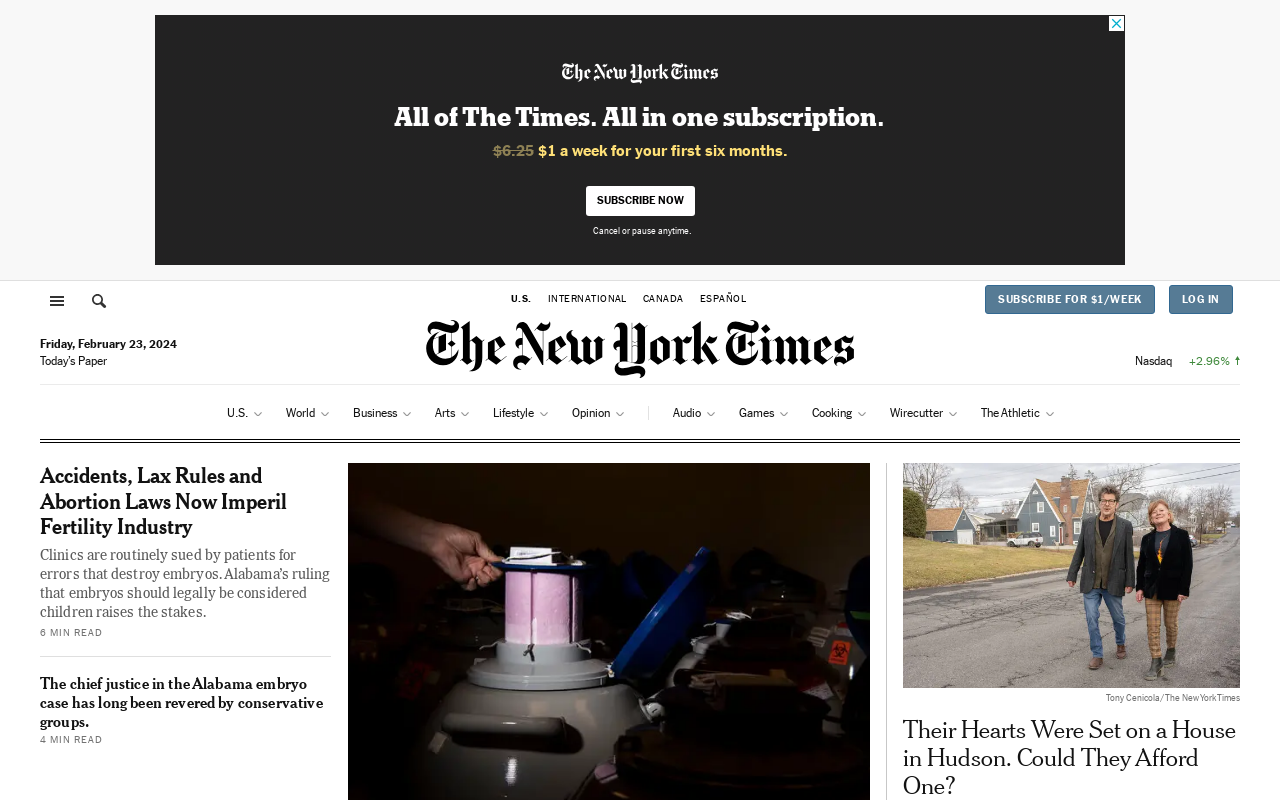 The New York Times
All of The Times. All in one subscription.
$6.25 $1 a week for your first six months.
SUBSCRIBE NOW
Cancel or pause anytime.
U.S. INTERNATIONAL CANADA ESPAÑOL
SUBSCRIBE FOR $1/WEEK LOG IN
The New York Times
Friday, February 23, 2024
Today's Paper
Nasdaq +2.96%
U.S. World Business Arts Lifestyle Opinion Audio Games Cooking Wirecutter The Athletic
Accidents, Lax Rules and
Abortion Laws Now Imperil
Fertility Industry
Clinics are routinely sued by patients for
errors that destroy embryos. Alabama's ruling
that embryos should legally be considered
children raises the stakes.
6 MIN READ
The chief justice in the Alabama embryo
case has long been revered by conservative
groups.
4 MIN READ
Tony Cenicola/The New York Times
Their Hearts Were Set on a House
in Hudson. Could They Afford
One?